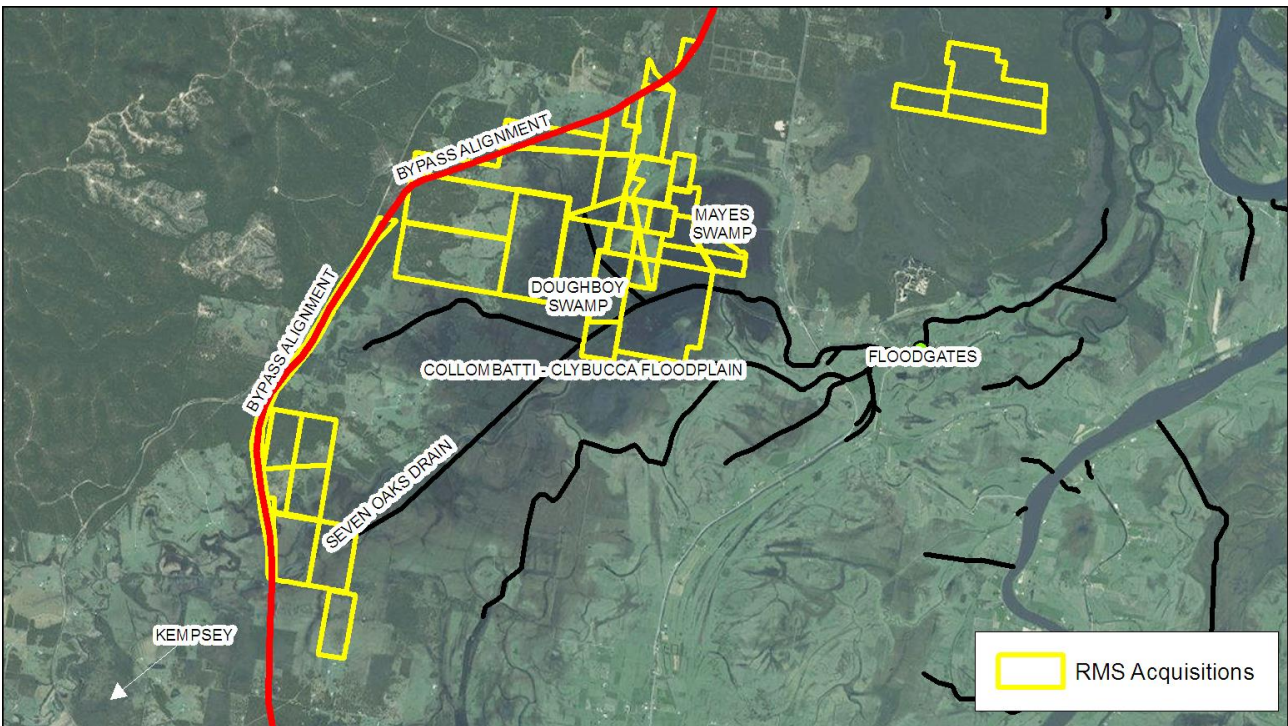 BYPASS ALIGNMENT
MAYES
SWAMP
DOUGHBOY
SWAMP
BYPASS ALIGNMENT
FLOODGATES
COLLOMBATTI - CLYBUCCA FLOODPLAIN
SEVEN OAKS DRAIN
KEMPSEY
RMS Acquisitions